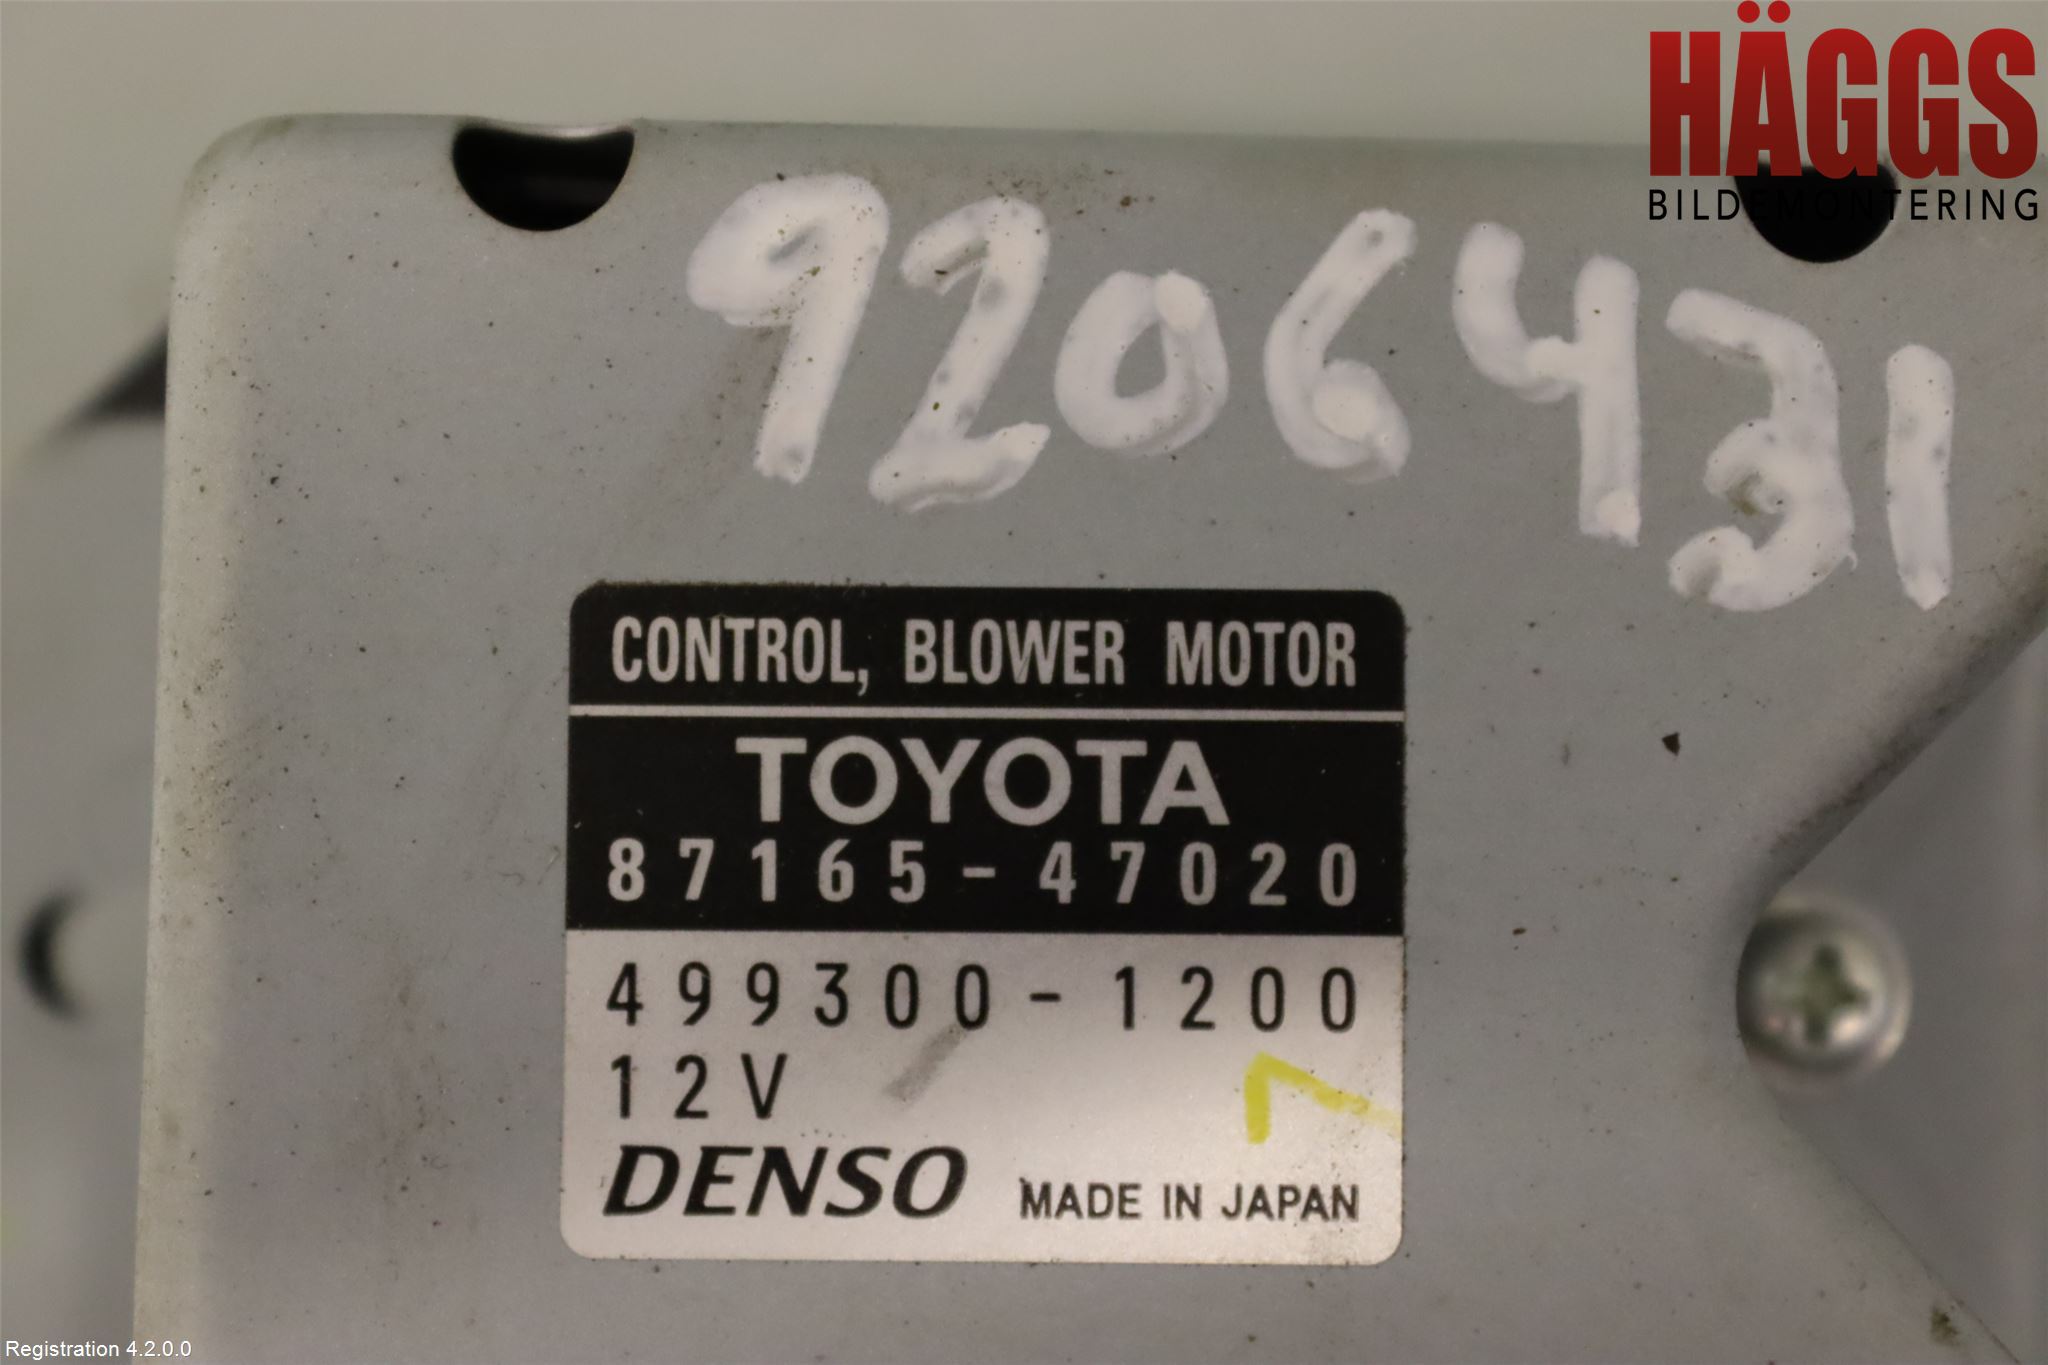 HÄGGS
BILDEMONTERING
9206431
CONTROL, BLOWER MOTOR
TOYOTA
87165-47020
499300-1200
12V
DENSO MADE IN JAPAN
Registration 4.2.0.0